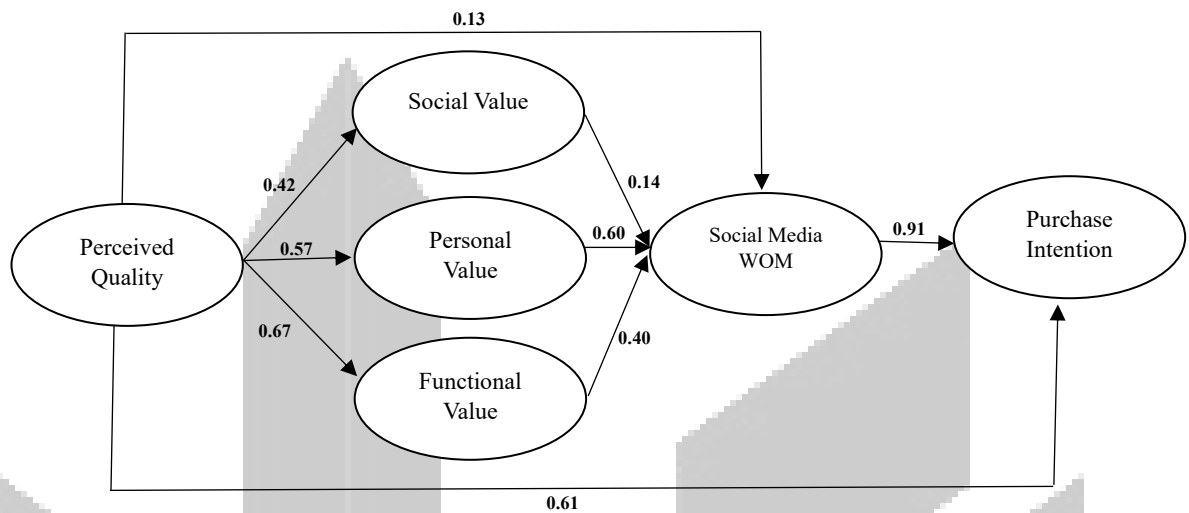 0.13
Social Value
0.42
0.14
Perceived
Quality
0.57
Personal
Value
0.60
Social Media
WOM
0.91
Purchase
Intention
0.67
0.40
Functional
Value
0.61